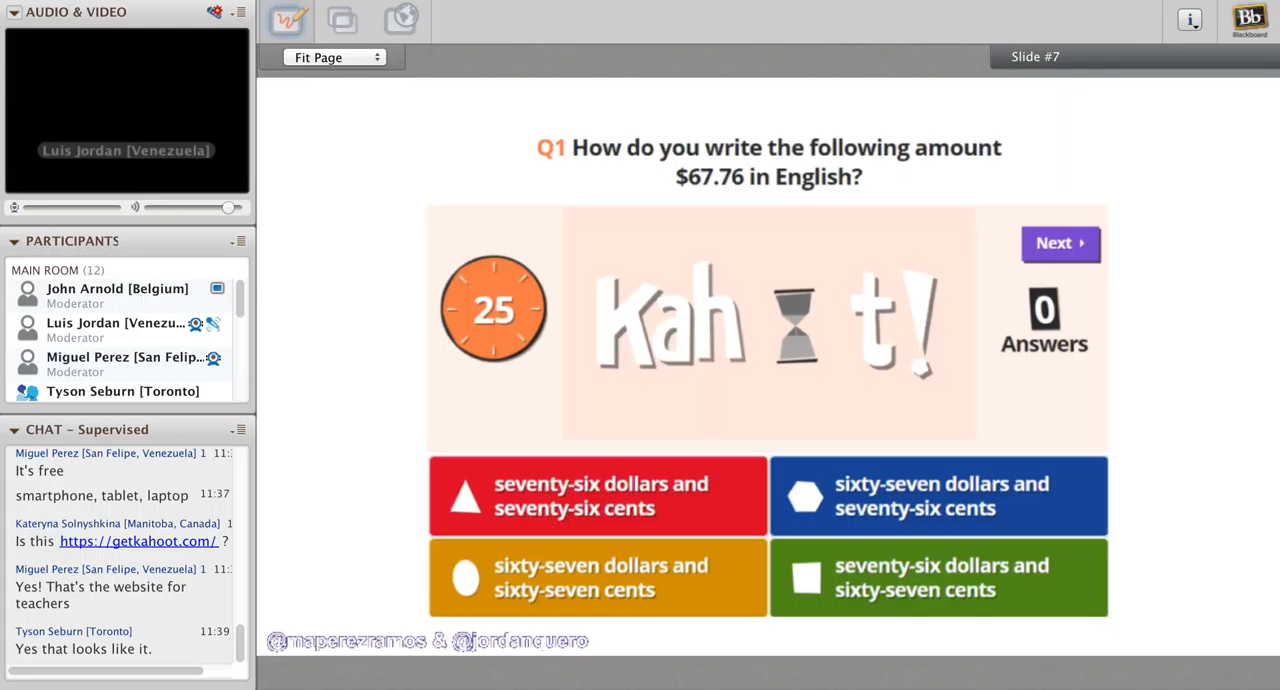 AUDIO & VIDEO
Luis Jordan [Venezuela]
PARTICIPANTS
MAIN ROOM (12)
John Arnold [Belgium]
Moderator
Luis Jordan [Venezu...
Moderator
Miguel Perez [San Felip...
Moderator
Tyson Seburn [Toronto]
CHAT – Supervised
Miguel Perez [San Felipe, Venezuela] 1 11:
It's free
smartphone, tablet, laptop 11:37
Kateryna Solnyshkina [Manitoba, Canada] 1
Is this https://getkahoot.com/ ?
Miguel Perez [San Felipe, Venezuela] 1 11:
Yes! That's the website for
teachers
Tyson Seburn [Toronto] 11:39
Yes that looks like it.
Fit Page
Slide #7
i
Bb
Blackboard
Q1 How do you write the following amount
$67.76 in English?
25
Kah t!
Next
0
Answers
seventy-six dollars and
seventy-six cents
sixty-seven dollars and
seventy-six cents
sixty-seven dollars and
sixty-seven cents
seventy-six dollars and
sixty-seven cents
@maperezramos & @jordanguero